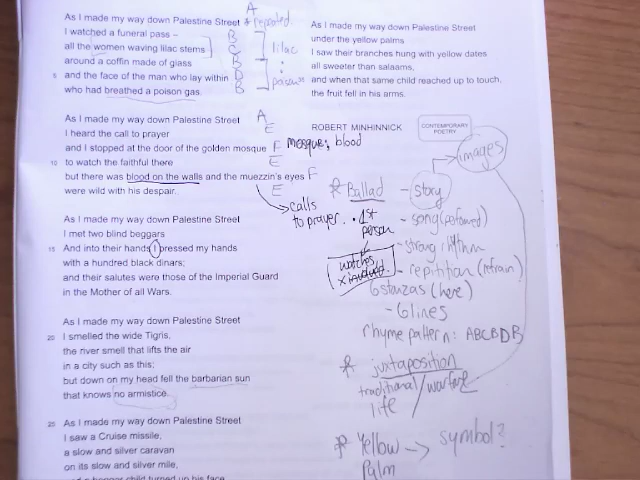 As I made my way down Palestine Street
I watched a funeral pass –
all the women waving lilac stems
around a coffin made of glass
5 and the face of the man who lay within
who had breathed a poison gas.
A
* repeated
B
C
B
D
B
lilac
:
poison
As I made my way down Palestine Street
I heard the call to prayer
and I stopped at the door of the golden mosque
10 to watch the faithful there
but there was blood on the walls and the muezzin's eyes
were wild with his despair.
A
E
F mosque; blood
E
F
E
calls
to prayer.
As I made my way down Palestine Street
I met two blind beggars
15 And into their hands I pressed my hands
with a hundred black dinars;
and their salutes were those of the Imperial Guard
in the Mother of all Wars.
As I made my way down Palestine Street
20 I smelled the wide Tigris,
the river smell that lifts the air
in a city such as this;
but down on my head fell the barbarian sun
that knows no armistice.
25 As I made my way down Palestine Street
I saw a Cruise missile,
a slow and silver caravan
on its slow and silver mile,
and a beggar child turned up his face
As I made my way down Palestine Street
under the yellow palms
I saw their branches hung with yellow dates
all sweeter than salaams,
and when that same child reached up to touch,
the fruit fell in his arms.
ROBERT MINHINNICK
CONTEMPORARY
POETRY
images
* Ballad – story
• 1st
person
watches
– song (performed)
– strong rhythm
– repitition (refrain)
6 stanzas (here)
– 6 lines
rhyme pattern: ABCBDB
* juxtaposition
traditional / warfare
life
* Yellow → symbol?
palm